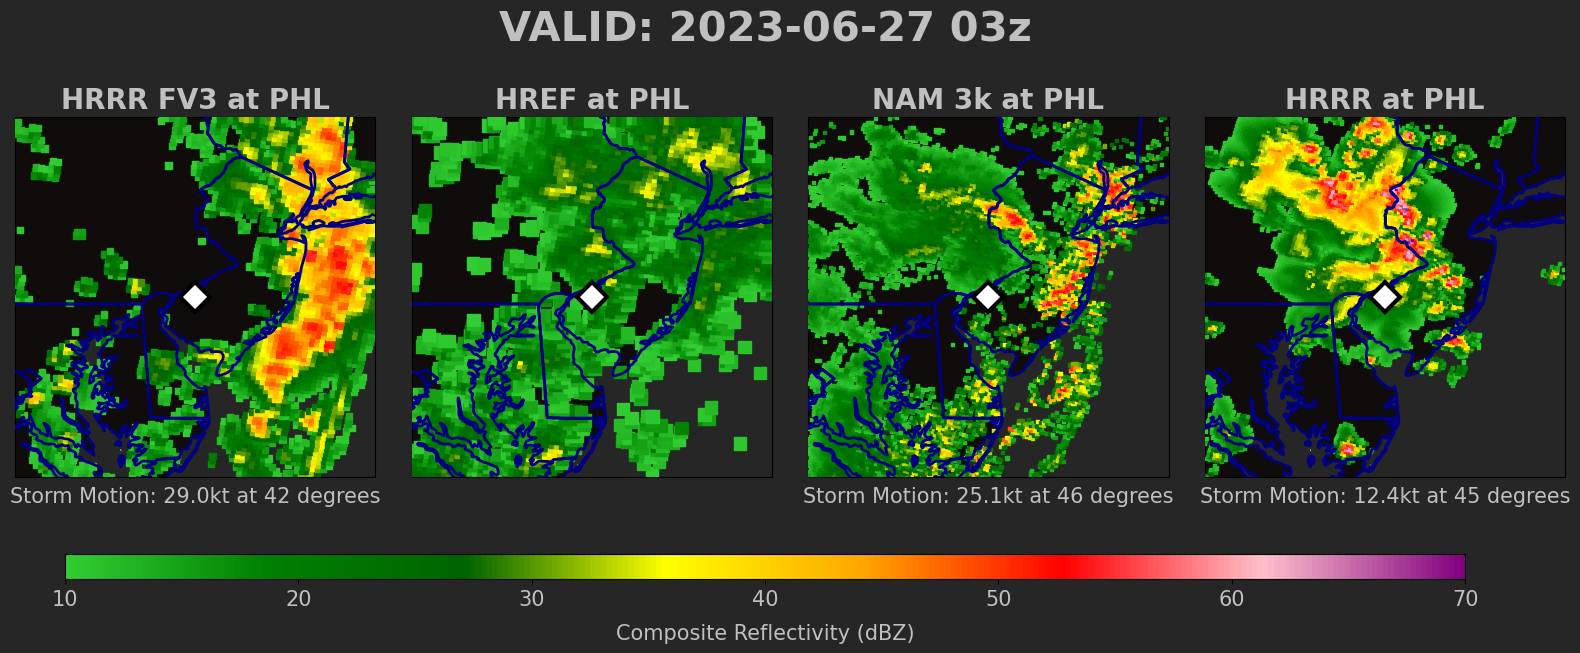 VALID: 2023-06-27 03z
HRRR FV3 at PHL
HREF at PHL
NAM 3k at PHL
HRRR at PHL
Storm Motion: 29.0kt at 42 degrees
Storm Motion: 25.1kt at 46 degrees
Storm Motion: 12.4kt at 45 degrees
10 20 30 40 50 60 70
Composite Reflectivity (dBZ)